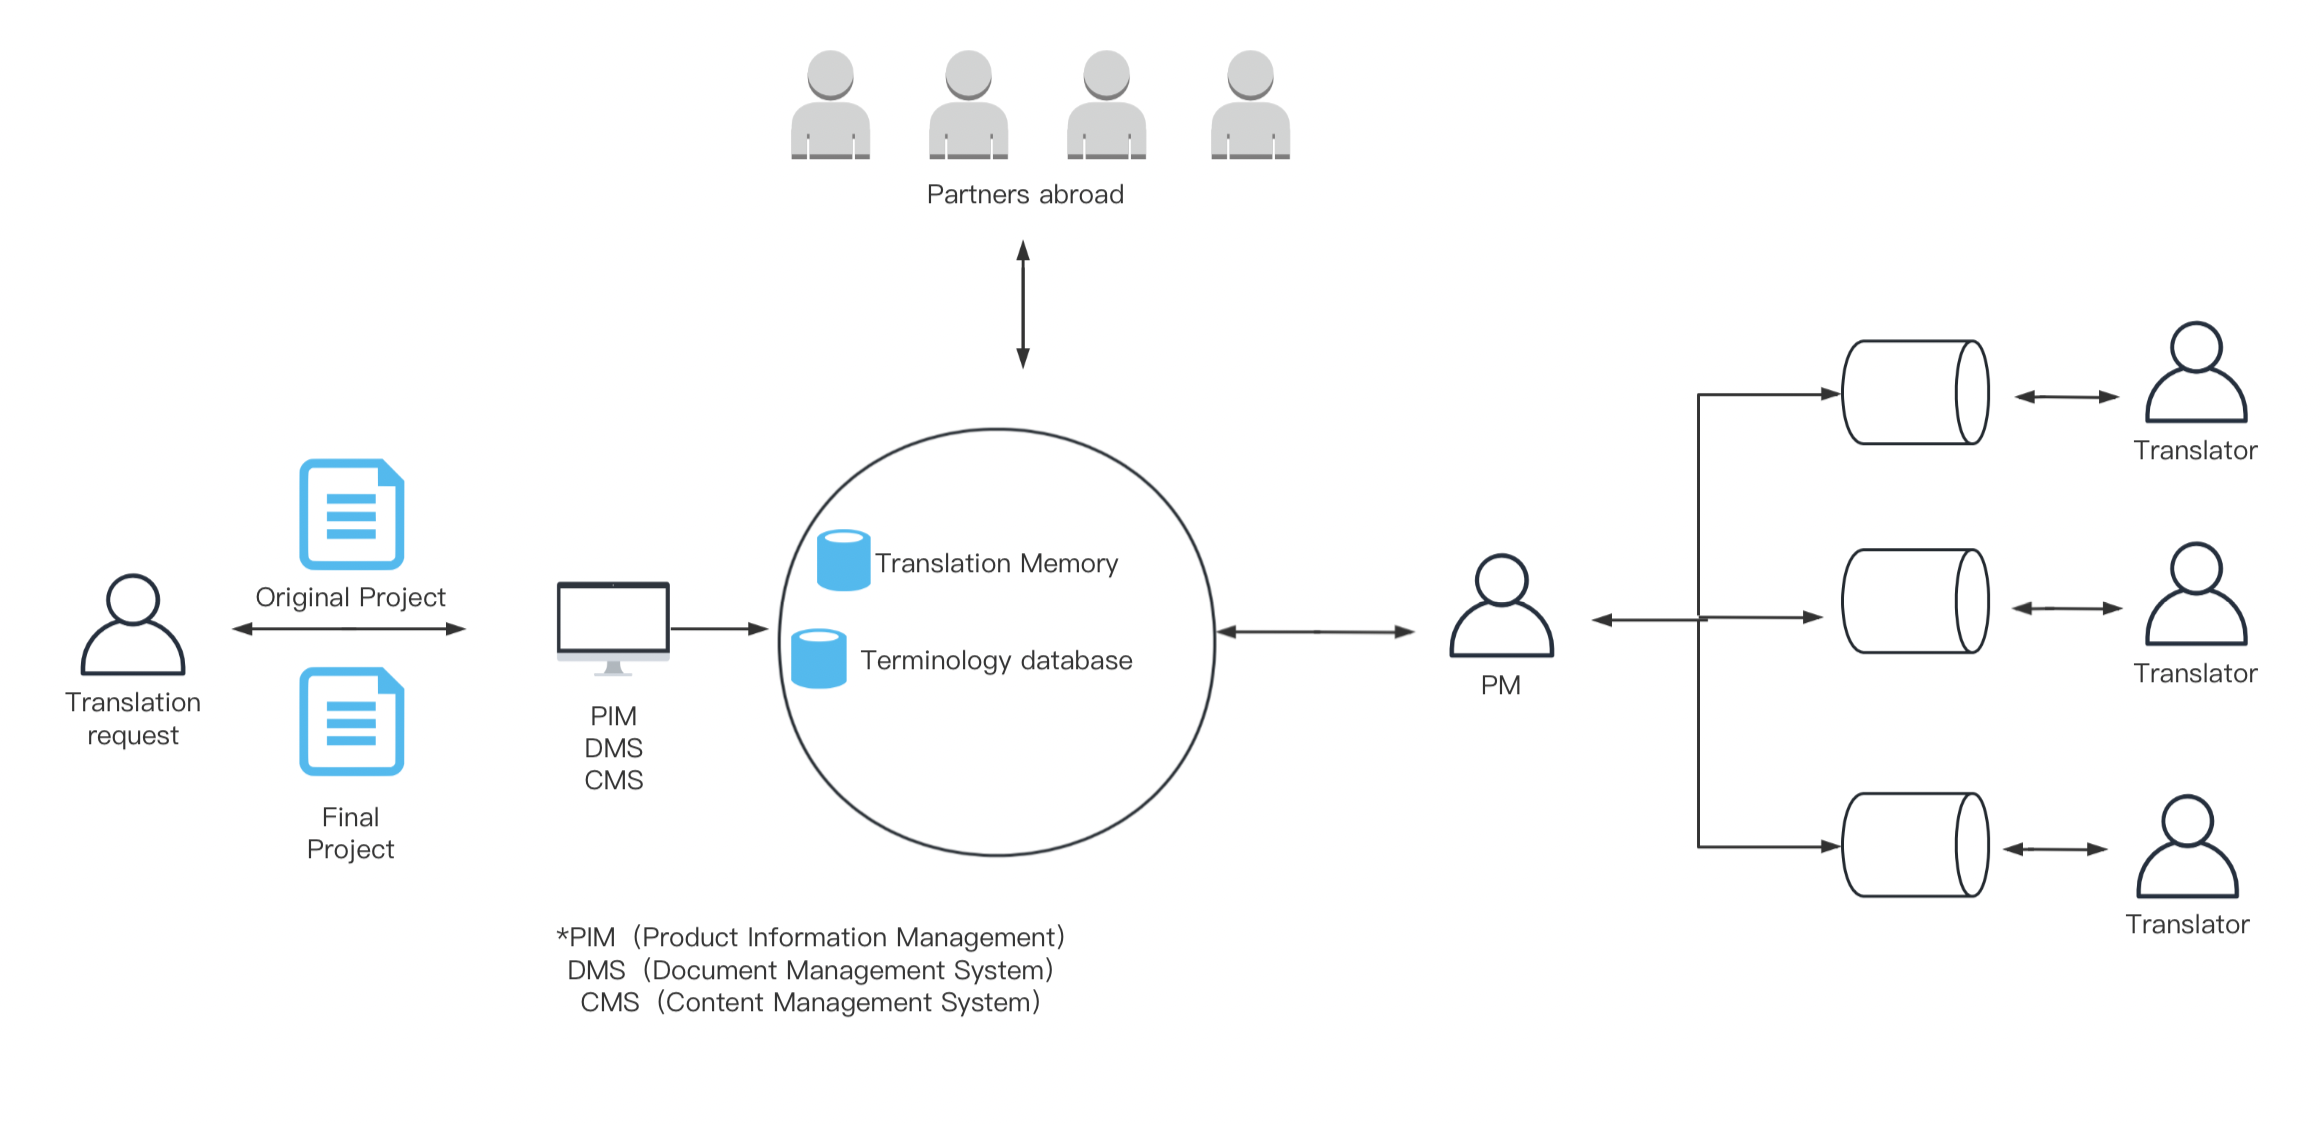 Partners abroad
Translator
Translation Memory
Original Project
Terminology database
Translator
PM
Translation
request
PIM
DMS
CMS
Final
Project
Translator
*PIM（Product Information Management）
DMS（Document Management System）
CMS（Content Management System）